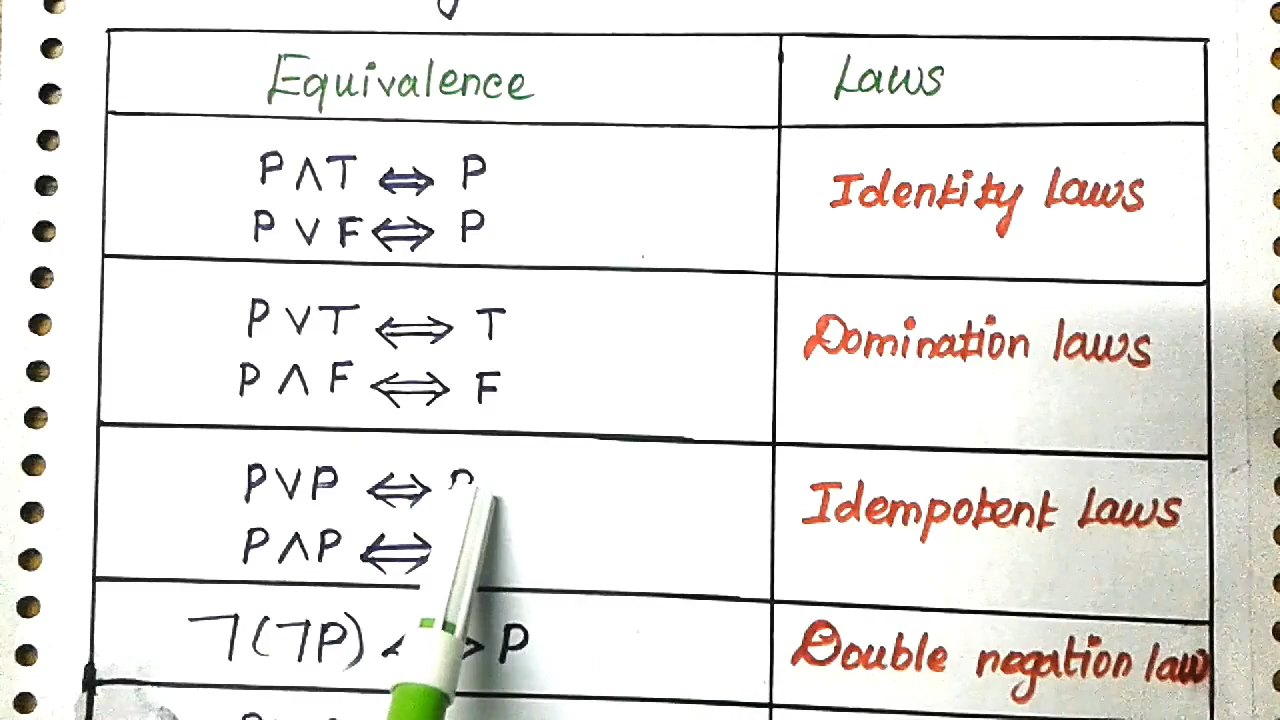 Equivalence Laws
P ∧ T ⇔ P
P ∨ F ⇔ P
Identity Laws
P ∨ T ⇔ T
P ∧ F ⇔ F
Domination laws
P ∨ P ⇔
P ∧ P ⇔
Idempotent Laws
¬(¬P) ⇔ P
Double negation law